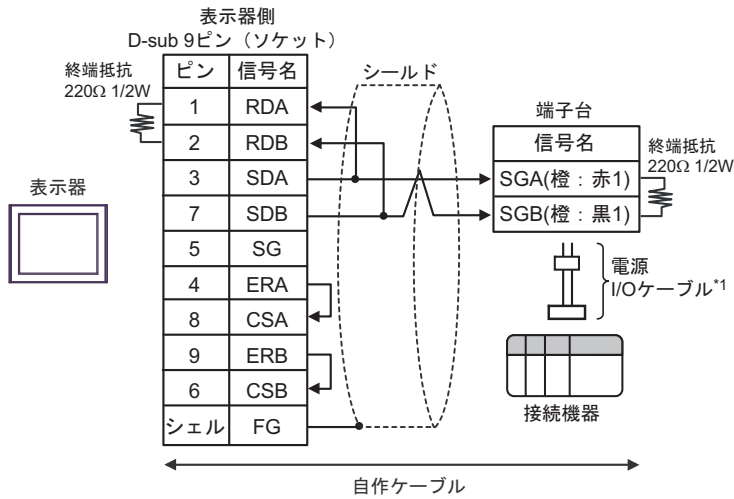 表示器側
D-sub 9ピン（ソケット）
終端抵抗
220Ω 1/2W
ピン 信号名
1 RDA
2 RDB
3 SDA
7 SDB
5 SG
4 ERA
8 CSA
9 ERB
6 CSB
シェル FG
シールド
表示器
端子台
信号名
SGA(橙：赤1)
SGB(橙：黒1)
終端抵抗
220Ω 1/2W
電源
I/Oケーブル*1
接続機器
自作ケーブル